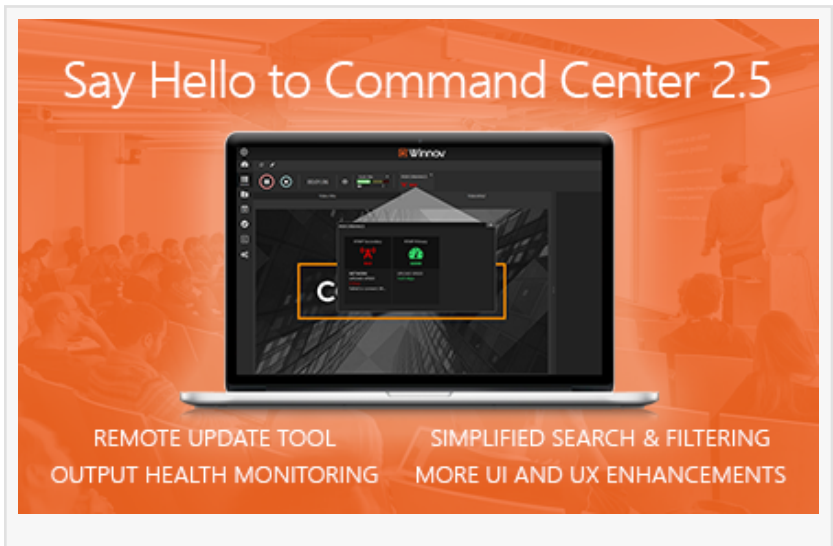 Say Hello to Command Center 2.5
Winnov
REMOTE UPDATE TOOL
SIMPLIFIED SEARCH & FILTERING
OUTPUT HEALTH MONITORING
MORE UI AND UX ENHANCEMENTS